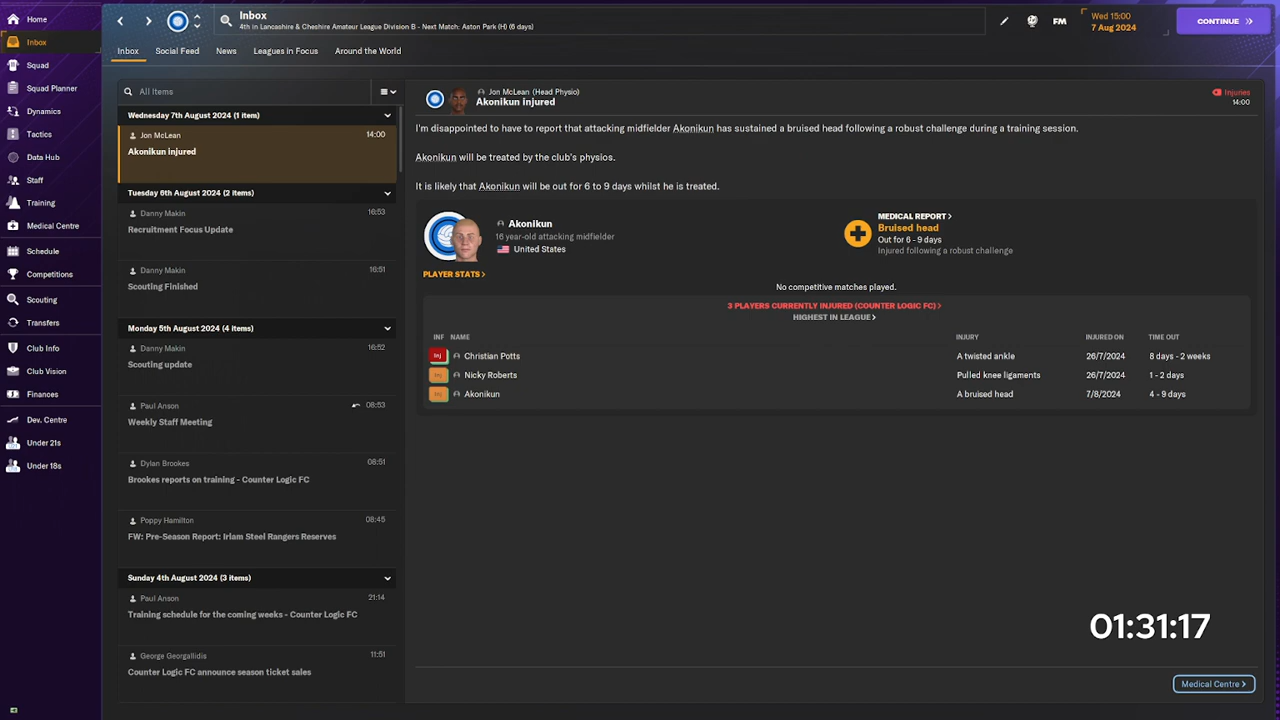 Home
Inbox
Squad
Squad Planner
Dynamics
Tactics
Data Hub
Staff
Training
Medical Centre
Schedule
Competitions
Scouting
Transfers
Club Info
Club Vision
Finances
Dev. Centre
Under 21s
Under 18s
Inbox
4th in Lancashire & Cheshire Amateur League Division B - Next Match: Aston Park (H) (6 days)
FM
Wed 15:00
7 Aug 2024
CONTINUE
Inbox
Social Feed
News
Leagues in Focus
Around the World
All Items
Wednesday 7th August 2024 (1 item)
Jon McLean
14:00
Akonikun injured
Tuesday 6th August 2024 (2 items)
Danny Makin
16:53
Recruitment Focus Update
Danny Makin
16:51
Scouting Finished
Monday 5th August 2024 (4 items)
Danny Makin
16:52
Scouting update
Paul Anson
08:53
Weekly Staff Meeting
Dylan Brookes
08:51
Brookes reports on training - Counter Logic FC
Poppy Hamilton
08:45
FW: Pre-Season Report: Irlam Steel Rangers Reserves
Sunday 4th August 2024 (3 items)
Paul Anson
21:14
Training schedule for the coming weeks - Counter Logic FC
George Georgallidis
11:51
Counter Logic FC announce season ticket sales
Jon McLean (Head Physio)
Akonikun injured
Injuries
14:00
I'm disappointed to have to report that attacking midfielder Akonikun has sustained a bruised head following a robust challenge during a training session.
Akonikun will be treated by the club's physios.
It is likely that Akonikun will be out for 6 to 9 days whilst he is treated.
Akonikun
16 year-old attacking midfielder
United States
PLAYER STATS >
MEDICAL REPORT >
Bruised head
Out for 6 - 9 days
Injured following a robust challenge
No competitive matches played.
3 PLAYERS CURRENTLY INJURED (COUNTER LOGIC FC) >
HIGHEST IN LEAGUE >
INF NAME INJURY INJURED ON TIME OUT
Inj Christian Potts A twisted ankle 26/7/2024 8 days - 2 weeks
Inj Nicky Roberts Pulled knee ligaments 26/7/2024 1 - 2 days
Inj Akonikun A bruised head 7/8/2024 4 - 9 days
01:31:17
Medical Centre >